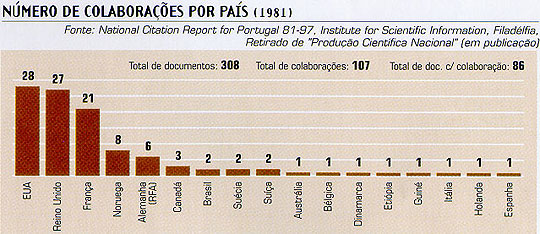 NÚMERO DE COLABORAÇÕES POR PAÍS (1981)
Fonte: National Citation Report for Portugal 81-97, Institute for Scientific Information, Filadélfia,
Retirado de "Produção Científica Nacional" (em publicação)
Total de documentos: 308 Total de colaborações: 107 Total de doc. c/ colaboração: 86
28 27 21 8 6 3 2 2 2 1 1 1 1 1 1 1 1
EUA
Reino Unido
França
Noruega
Alemanha
(RFA)
Canadá
Brasil
Suécia
Suiça
Austrália
Bélgica
Dinamarca
Etiópia
Guiné
Itália
Holanda
Espanha